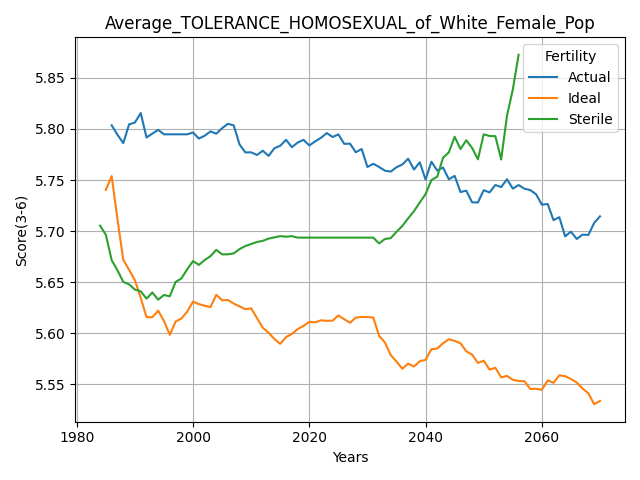 Average_TOLERANCE_HOMOSEXUAL_of_White_Female_Pop
Fertility
Actual
Ideal
Sterile
Score(3-6)
5.85
5.80
5.75
5.70
5.65
5.60
5.55
1980 2000 2020 2040 2060
Years